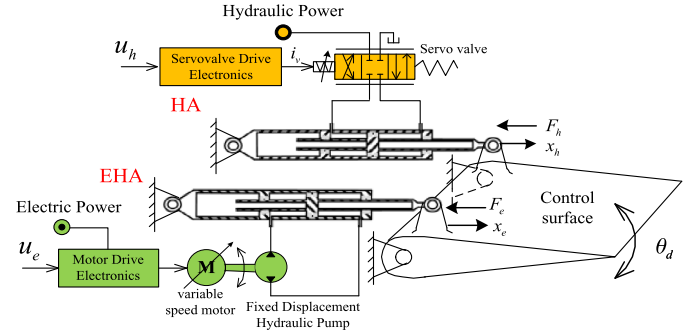 Hydraulic Power
u_h
Servovalve Drive
Electronics
i_v
Servo valve
HA
F_h
x_h
EHA
Electric Power
F_e
x_e
Control
surface
θ_d
u_e
Motor Drive
Electronics
M
variable
speed motor
Fixed Displacement
Hydraulic Pump